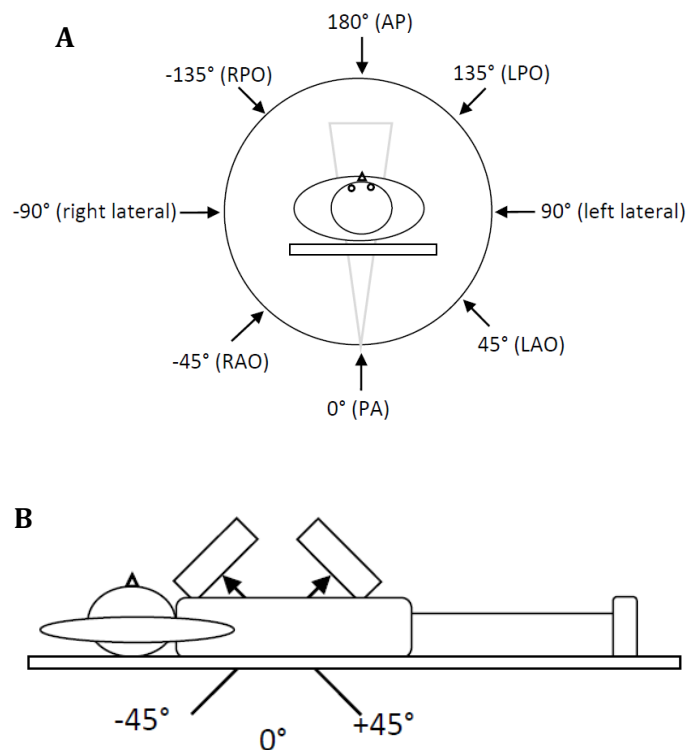 A
180° (AP)
-135° (RPO)
135° (LPO)
-90° (right lateral)
90° (left lateral)
-45° (RAO)
45° (LAO)
0° (PA)
B
-45°
0°
+45°